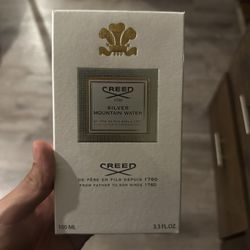 CREED
1760
SILVER
MOUNTAIN WATER
CREED
DE PÈRE EN FILS DEPUIS 1760
FROM FATHER TO SON SINCE 1760
100 ML 3.3 FL.OZ